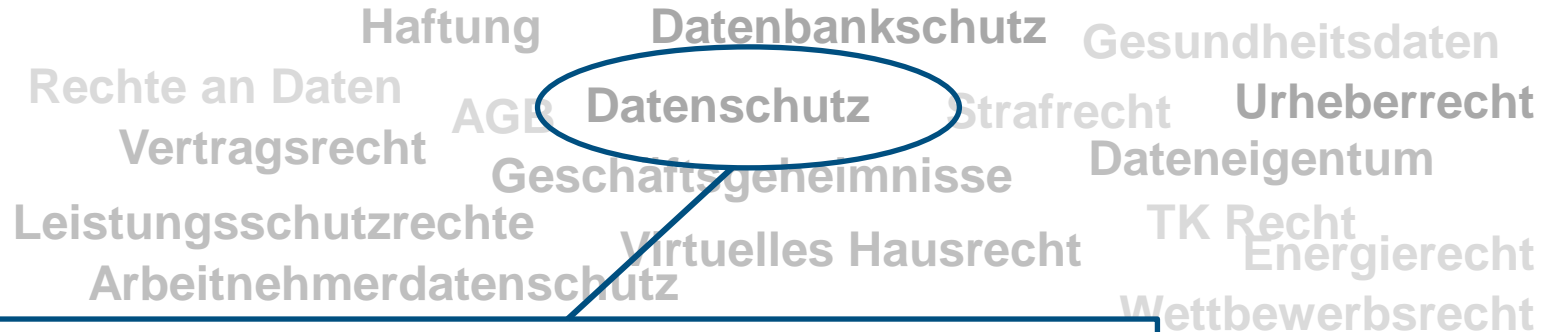 Haftung Datenbankschutz Gesundheitsdaten
Rechte an Daten AGB Datenschutz Strafrecht Urheberrecht
Vertragsrecht Geschäftsgeheimnisse Dateneigentum
Leistungsschutzrechte Virtuelles Hausrecht TK Recht
Energierecht
Arbeitnehmerdatenschutz
Wettbewerbsrecht